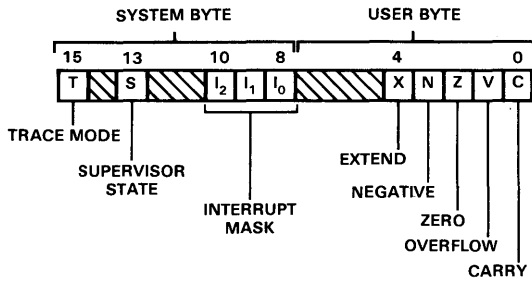 SYSTEM BYTE USER BYTE
15 13 10 8 4 0
T S I2 I1 I0 X N Z V C
TRACE MODE
EXTEND
SUPERVISOR
STATE
NEGATIVE
INTERRUPT
MASK
ZERO
OVERFLOW
CARRY